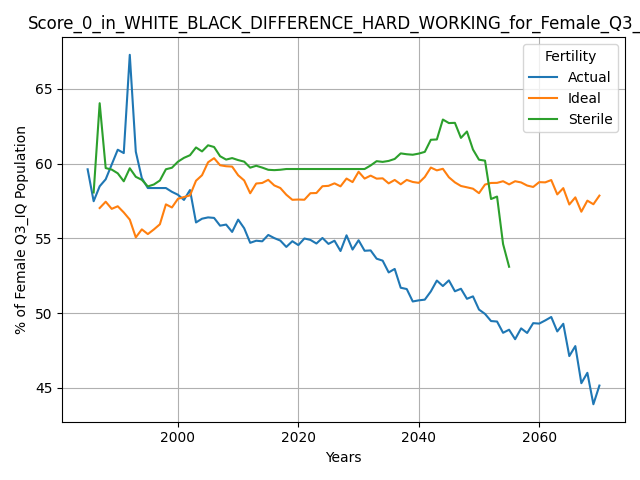 Score_0_in_WHITE_BLACK_DIFFERENCE_HARD_WORKING_for_Female_Q3_
Fertility
Actual
Ideal
Sterile
% of Female Q3_IQ Population
65
60
55
50
45
2000
2020
2040
2060
Years